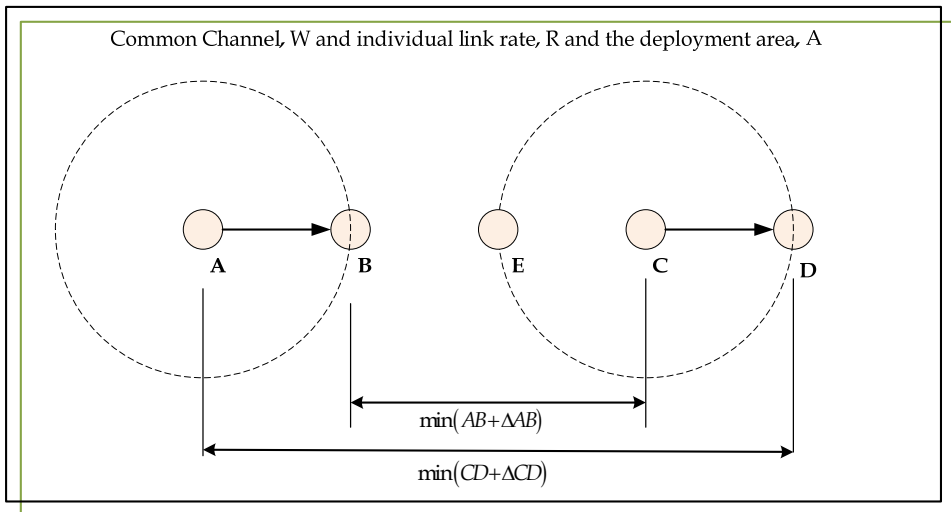 Common Channel, W and individual link rate, R and the deployment area, A
A B E C D
min(AB+ΔAB)
min(CD+ΔCD)